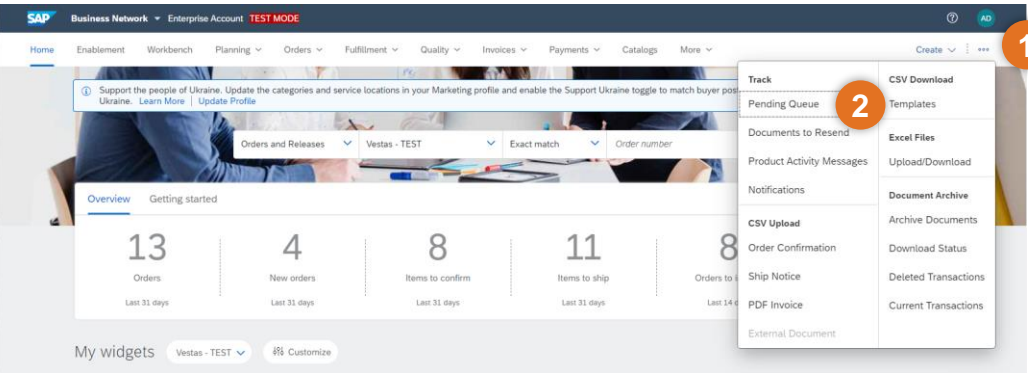 SAP Business Network Enterprise Account TEST MODE AD
Home Enablement Workbench Planning Orders Fulfillment Quality Invoices Payments Catalogs More Create
1
Support the people of Ukraine. Update the categories and service locations in your Marketing profile and enable the Support Ukraine toggle to match buyer
Ukraine. Learn More | Update Profile
Orders and Releases Vestas - TEST Exact match Order number
Overview Getting started
13 4 8 11 8
Orders New orders Items to confirm Items to ship Orders to
Last 31 days Last 31 days Last 31 days Last 31 days Last 14
My widgets Vestas - TEST Customize
Track
Pending Queue
2
Documents to Resend
Product Activity Messages
Notifications
CSV Upload
Order Confirmation
Ship Notice
PDF Invoice
External Document
CSV Download
Templates
Excel Files
Upload/Download
Document Archive
Archive Documents
Download Status
Deleted Transactions
Current Transactions